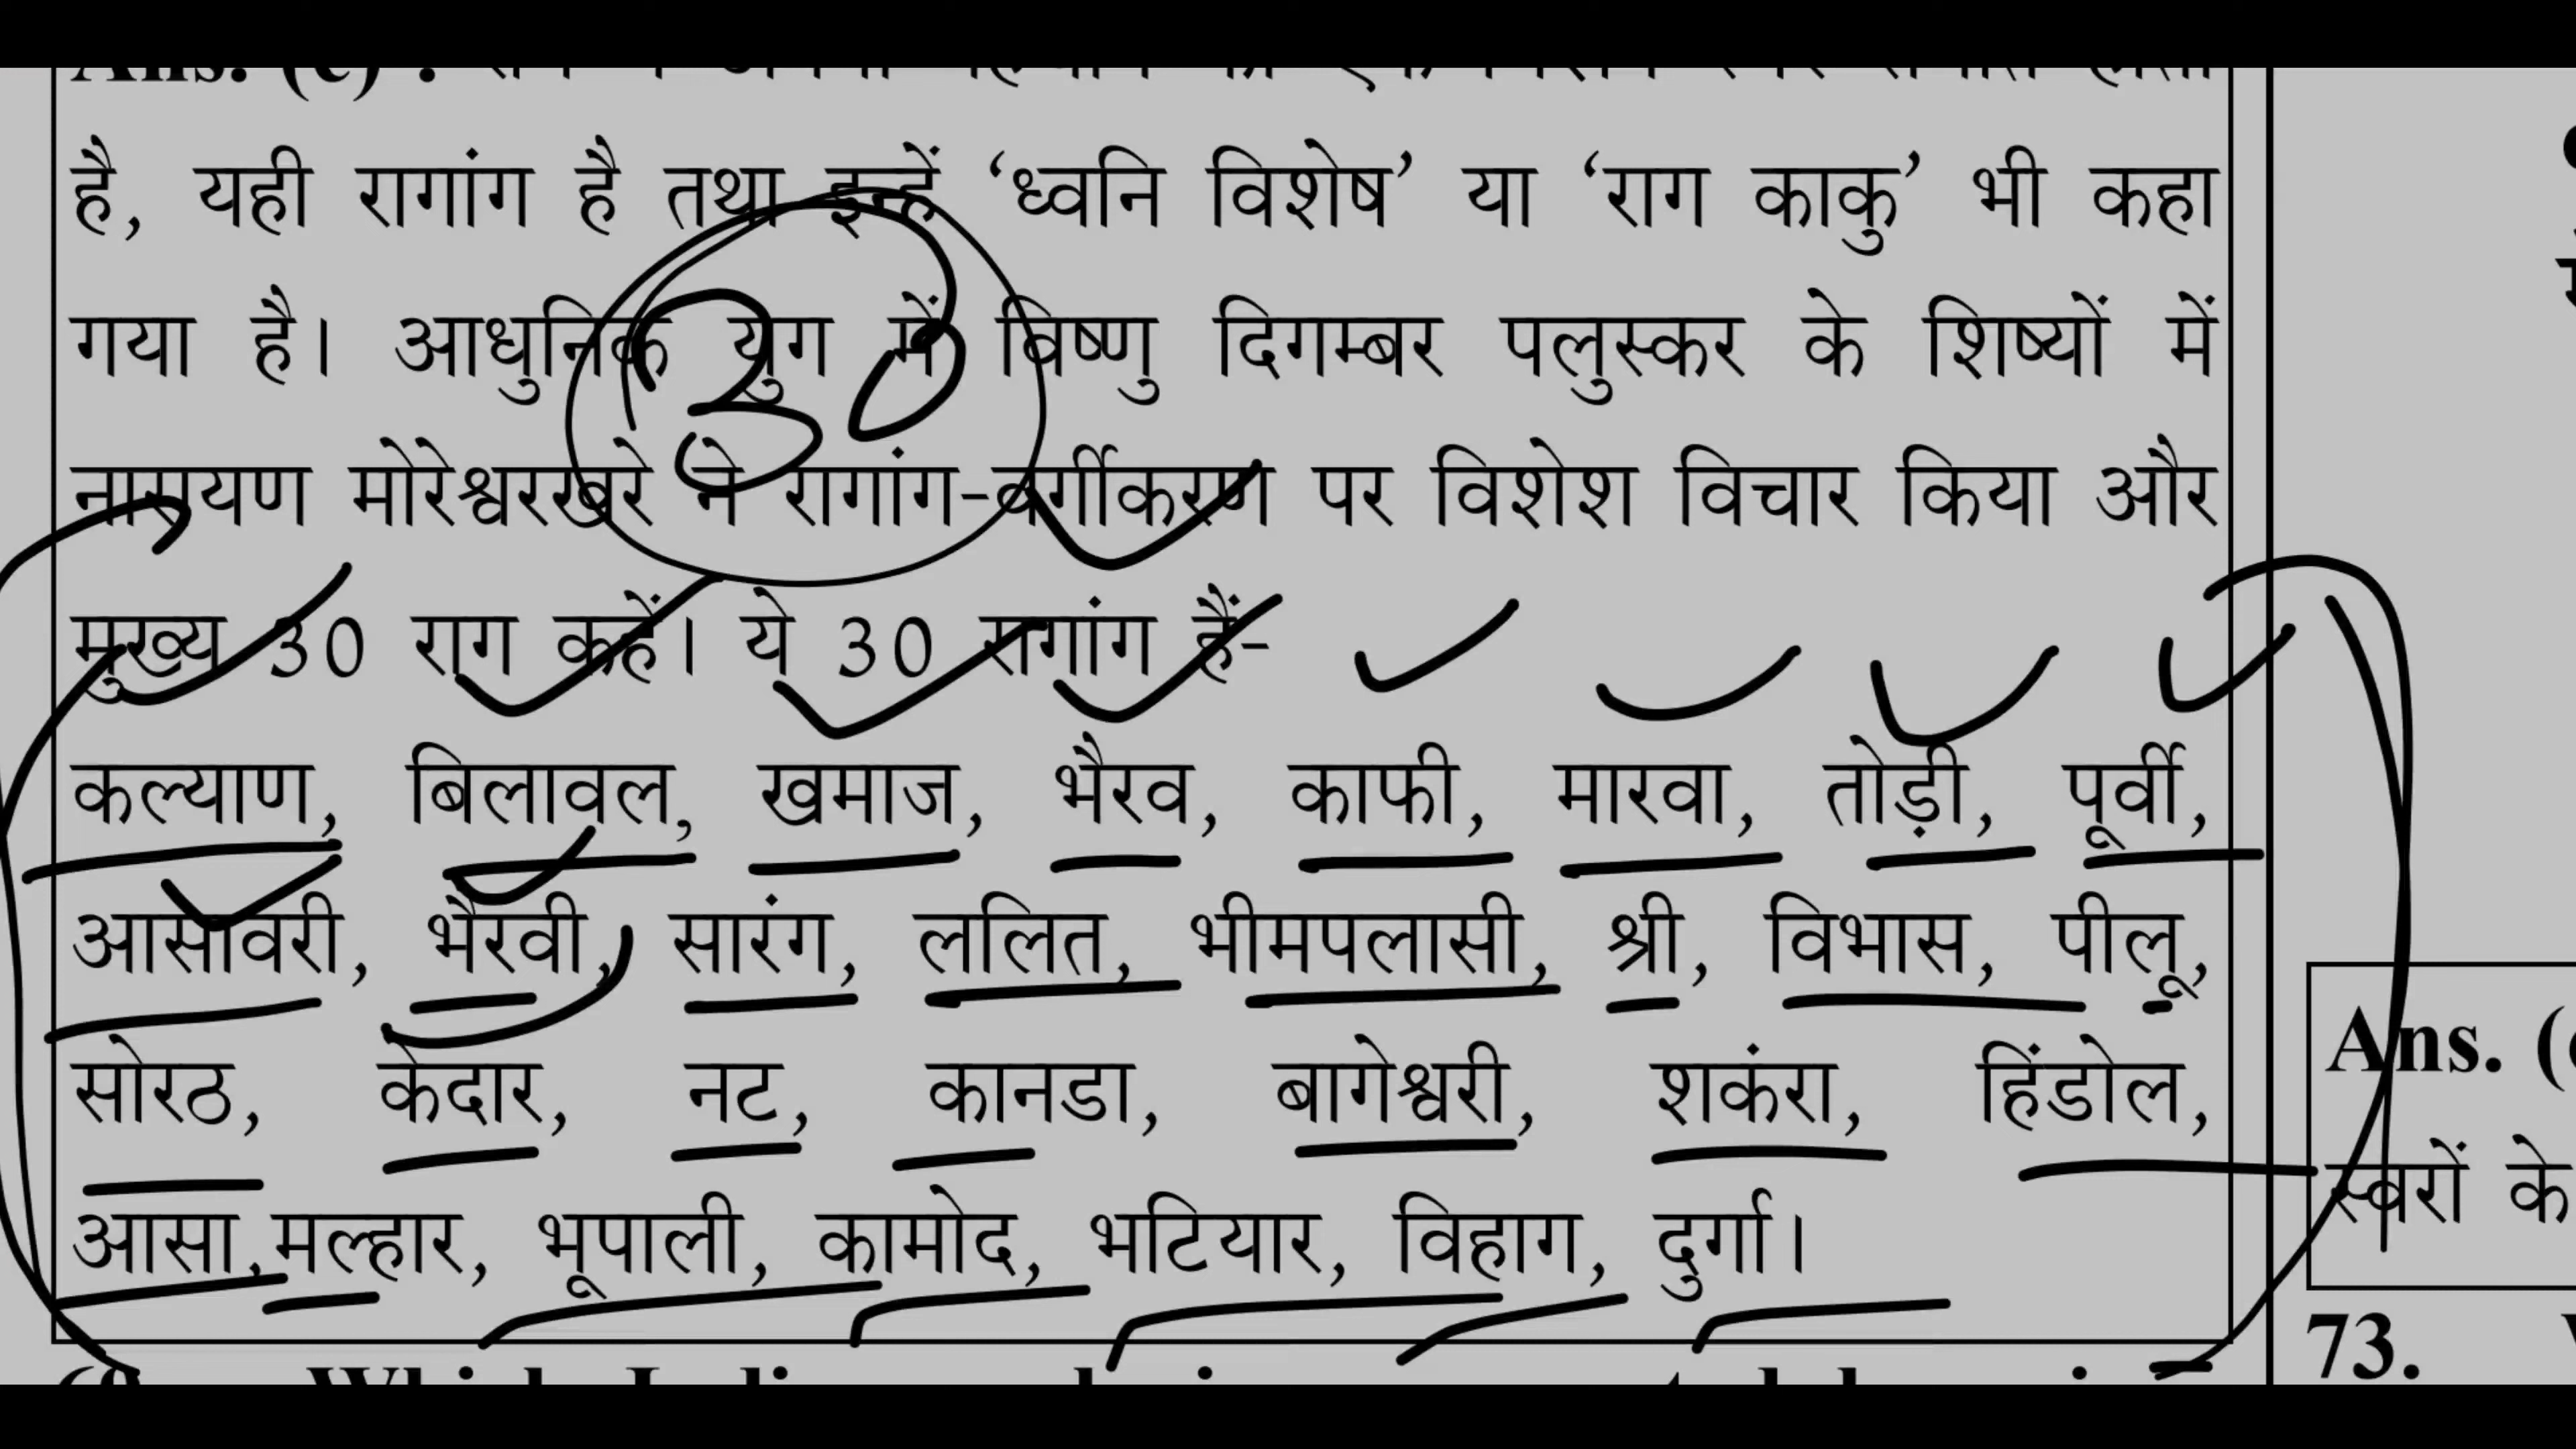 Ans. (c) :
है, यही रागांग है तथा इन्हें ‘ध्वनि विशेष’ या ‘राग काकु’ भी कहा
गया है। आधुनिक युग में विष्णु दिगम्बर पलुस्कर के शिष्यों में
नारायण मोरेश्वरखरे ने रागांग-वर्गीकरण पर विशेश विचार किया और
मुख्य 30 राग कहें। ये 30 रागांग हैं-
30
कल्याण, बिलावल, खमाज, भैरव, काफी, मारवा, तोड़ी, पूर्वी,
आसावरी, भैरवी, सारंग, ललित, भीमपलासी, श्री, विभास, पीलू,
सोरठ, केदार, नट, कानडा, बागेश्वरी, शकंरा, हिंडोल,
आसा, मल्हार, भूपाली, कामोद, भटियार, विहाग, दुर्गा।
Ans. (
स्वरों के
73.